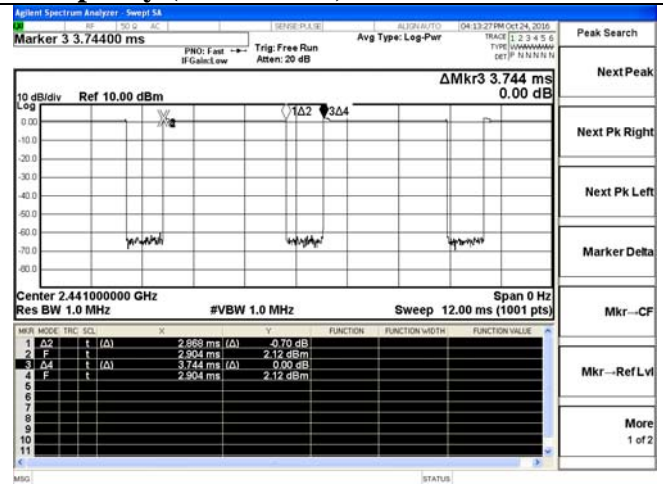 Agilent Spectrum Analyzer - Swept SA
RF 50 Ω AC SENSE:PULSE ALIGN AUTO 04:13:27 PM Oct 24, 2016
Marker 3 3.74400 ms
PNO: Fast
IFGain:Low
Trig: Free Run
Atten: 20 dB
Avg Type: Log-Pwr
TRACE 1 2 3 4 5 6
TYPE
DET P N N N N N
ΔMkr3 3.744 ms
0.00 dB
10 dB/div Ref 10.00 dBm
Log
1Δ2 3Δ4
0.00
-10.0
-20.0
-30.0
-40.0
-50.0
-60.0
-70.0
-80.0
Center 2.441000000 GHz Span 0 Hz
Res BW 1.0 MHz #VBW 1.0 MHz Sweep 12.00 ms (1001 pts)
MKR MODE TRC SCL X Y FUNCTION FUNCTION WIDTH FUNCTION VALUE
1 Δ2 t (Δ) 2.868 ms (Δ) -0.70 dB
2 F t 2.904 ms 2.12 dBm
3 Δ4 t (Δ) 3.744 ms (Δ) 0.00 dB
4 F t 2.904 ms 2.12 dBm
5
6
7
8
9
10
11
MSG STATUS
Peak Search
Next Peak
Next Pk Right
Next Pk Left
Marker Delta
Mkr→CF
Mkr→Ref Lvl
More
1 of 2